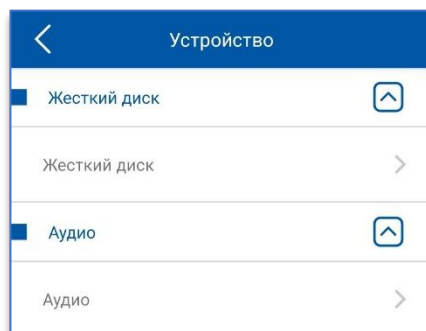 Устройство
Жесткий диск
Жесткий диск
Аудио
Аудио